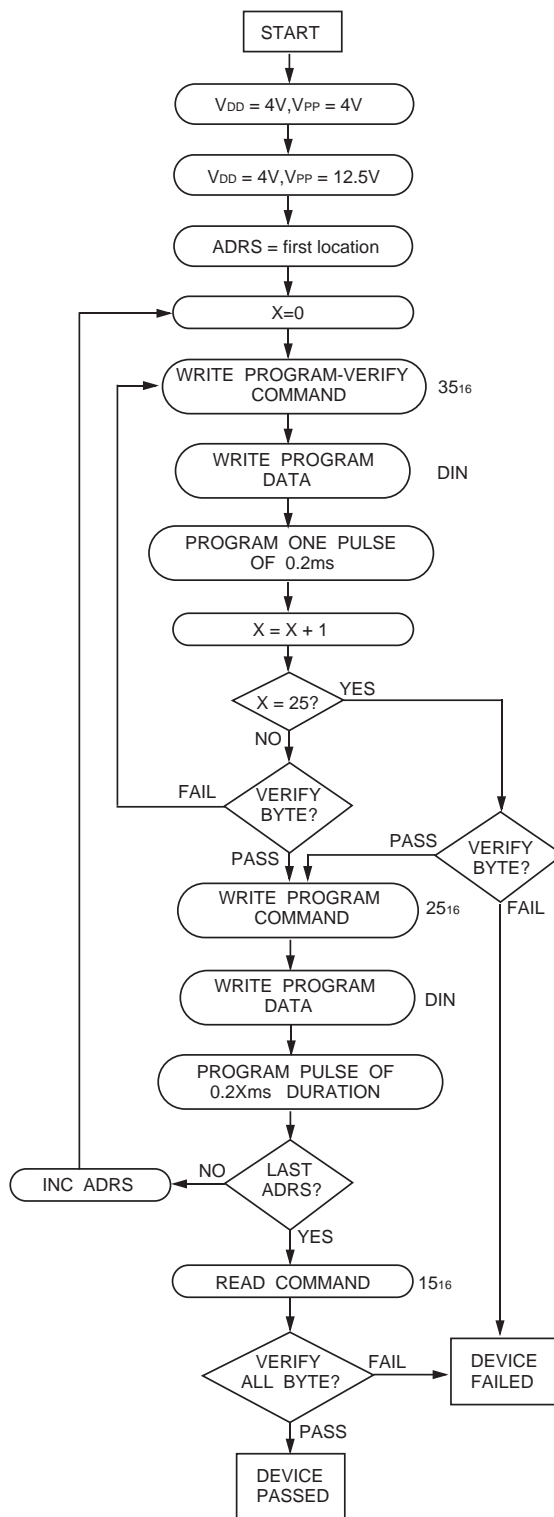 START
VDD = 4V,VPP = 4V
VDD = 4V,VPP = 12.5V
ADRS = first location
X=0
WRITE PROGRAM-VERIFY
COMMAND
3516
WRITE PROGRAM
DATA
DIN
PROGRAM ONE PULSE
OF 0.2ms
X = X + 1
X = 25?
YES
NO
FAIL
VERIFY
BYTE?
PASS
PASS
VERIFY
BYTE?
FAIL
WRITE PROGRAM
COMMAND
2516
WRITE PROGRAM
DATA
DIN
PROGRAM PULSE OF
0.2Xms DURATION
INC ADRS
NO
LAST
ADRS?
YES
READ COMMAND
1516
VERIFY
ALL BYTE?
FAIL
DEVICE
FAILED
PASS
DEVICE
PASSED